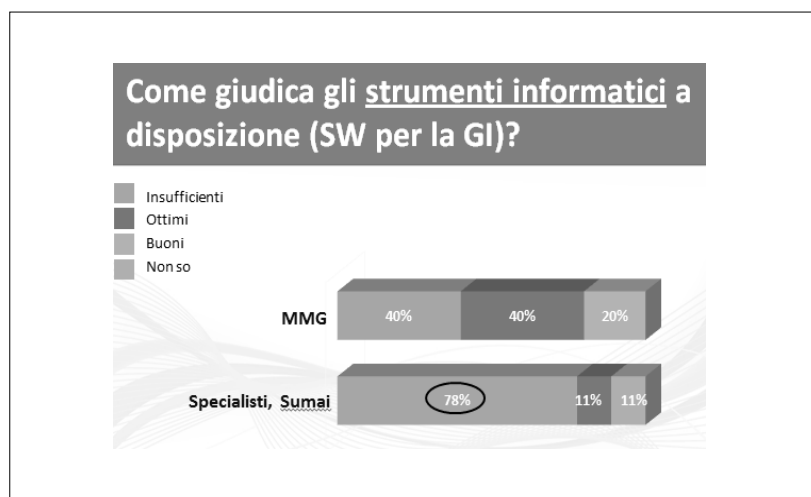 Come giudica gli strumenti informatici a
disposizione (SW per la GI)?
Insufficienti
Ottimi
Buoni
Non so
MMG
40%
40%
20%
Specialisti, Sumai
78%
11%
11%